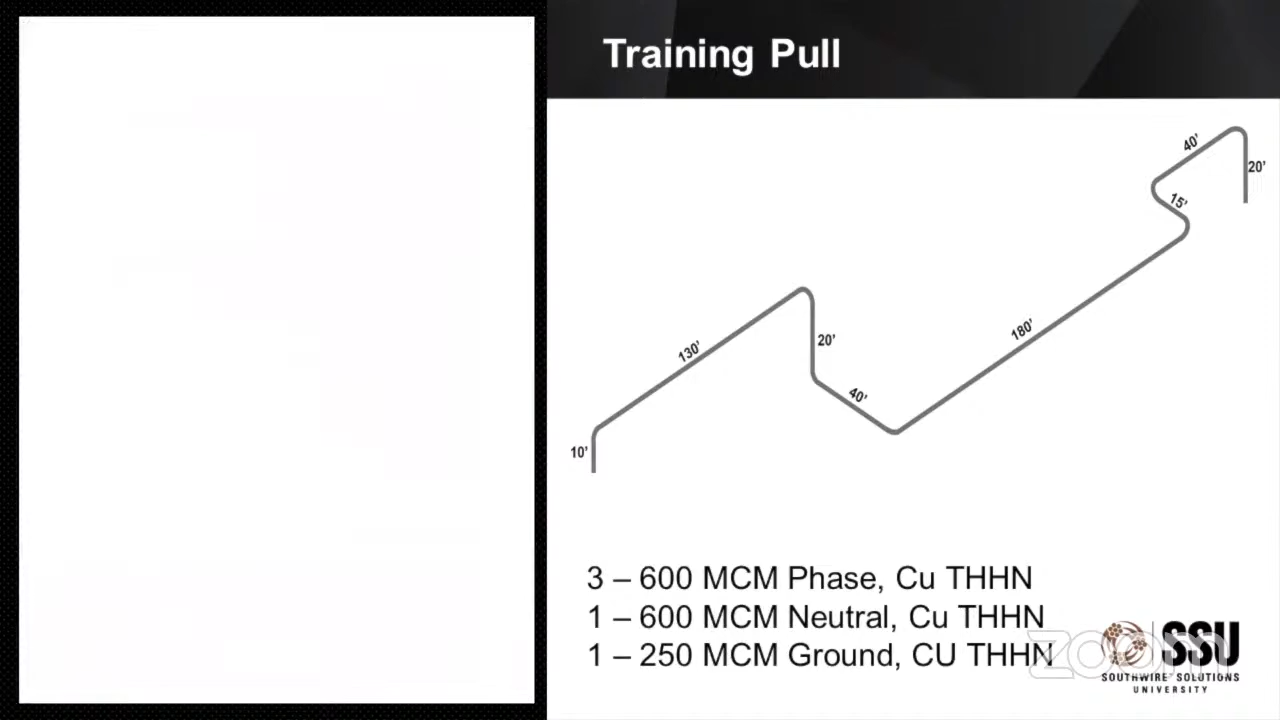 Training Pull
40'
20'
15'
180'
20'
130'
40'
10'
3 – 600 MCM Phase, Cu THHN
1 – 600 MCM Neutral, Cu THHN
1 – 250 MCM Ground, CU THHN
zoom
SSU
SOUTHWIRE SOLUTIONS
UNIVERSITY